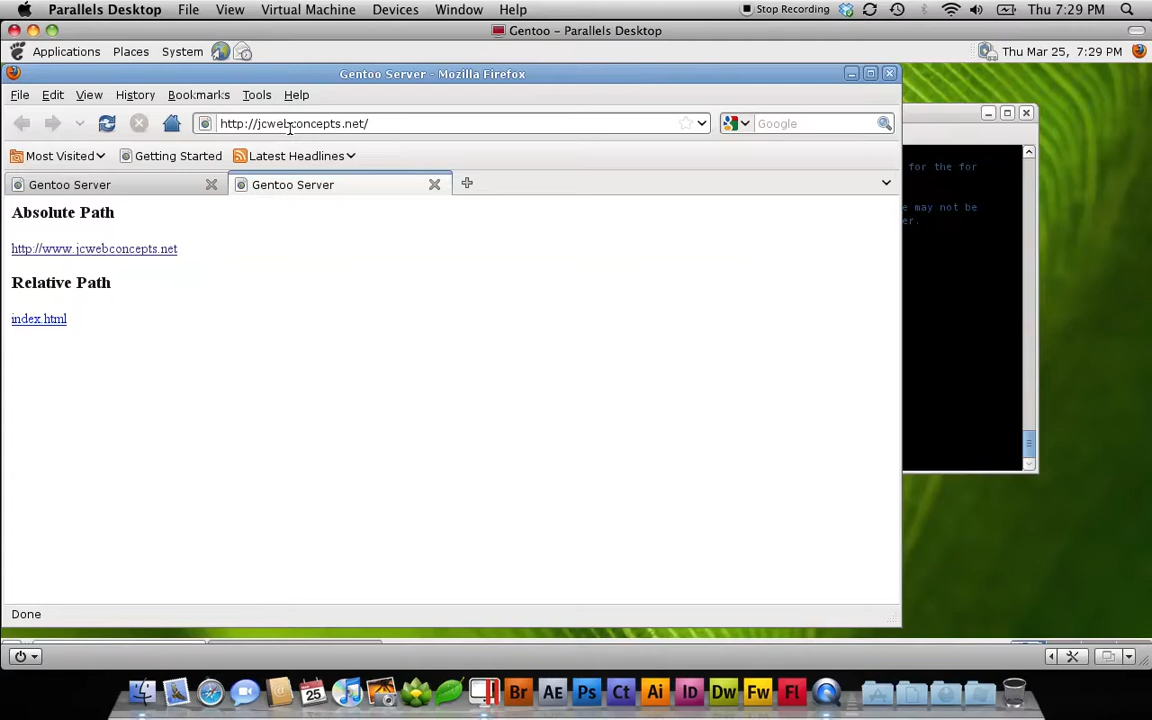 Parallels Desktop File View Virtual Machine Devices Window Help Stop Recording Thu 7:29 PM
Gentoo – Parallels Desktop
Applications Places System Thu Mar 25, 7:29 PM
Gentoo Server - Mozilla Firefox
File Edit View History Bookmarks Tools Help
http://jcwebconcepts.net/ Google
Most Visited Getting Started Latest Headlines
Gentoo Server Gentoo Server
for the for
Absolute Path
e may not be
er.
http://www.jcwebconcepts.net
Relative Path
index.html
Done
25 Br AE Ps Ct Ai ID Dw Fw Fl